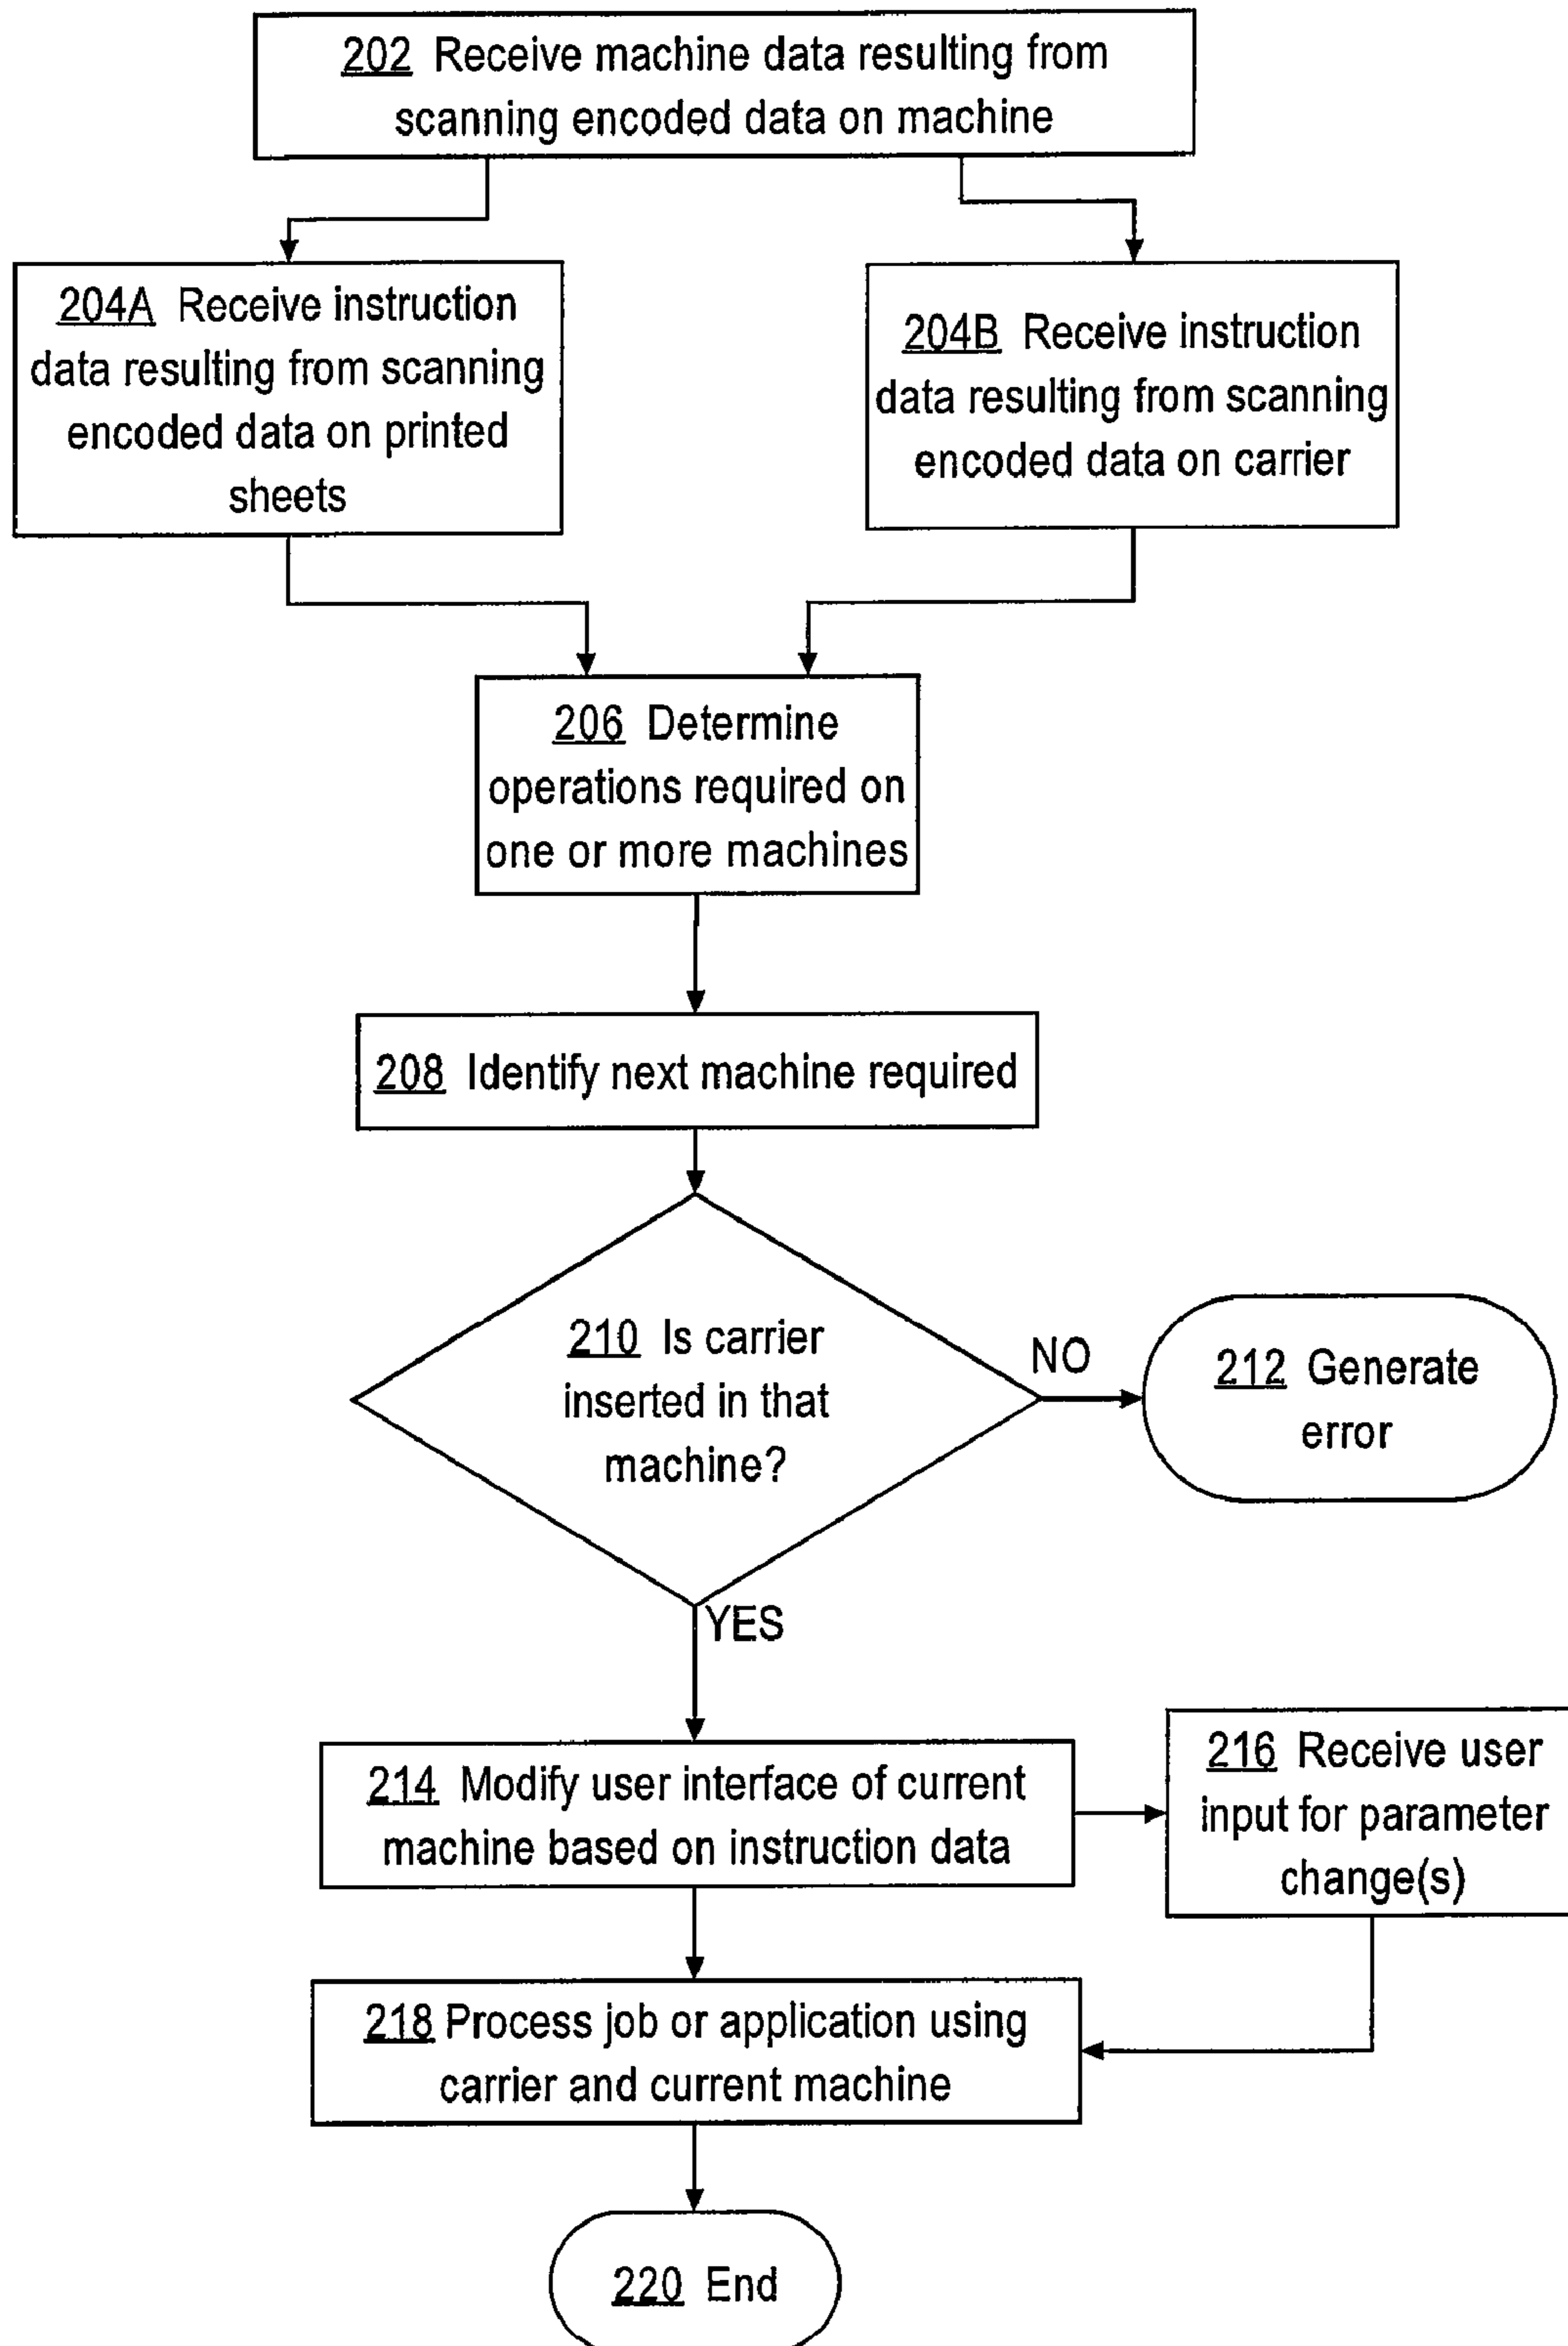 202 Receive machine data resulting from
scanning encoded data on machine
204A Receive instruction
data resulting from scanning
encoded data on printed
sheets
204B Receive instruction
data resulting from scanning
encoded data on carrier
206 Determine
operations required on
one or more machines
208 Identify next machine required
210 Is carrier
inserted in that
machine?
NO
212 Generate
error
YES
214 Modify user interface of current
machine based on instruction data
216 Receive user
input for parameter
change(s)
218 Process job or application using
carrier and current machine
220 End